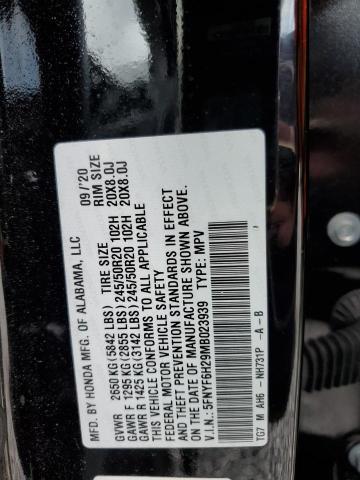 MFD. BY HONDA MFG. OF ALABAMA, LLC 09/'20
TIRE SIZE RIM SIZE
GVWR 2650 KG (5842 LBS)
GAWR F 1295 KG (2855 LBS) 245/50R20 102H 20X8.0J
GAWR R 1425 KG (3142 LBS) 245/50R20 102H 20X8.0J
THIS VEHICLE CONFORMS TO ALL APPLICABLE
FEDERAL MOTOR VEHICLE SAFETY
AND THEFT PREVENTION STANDARDS IN EFFECT
ON THE DATE OF MANUFACTURE SHOWN ABOVE.
V.I.N.: 5FNYF6H29MB023939 TYPE: MPV
TG7 M AH6 - NH731P -A-B